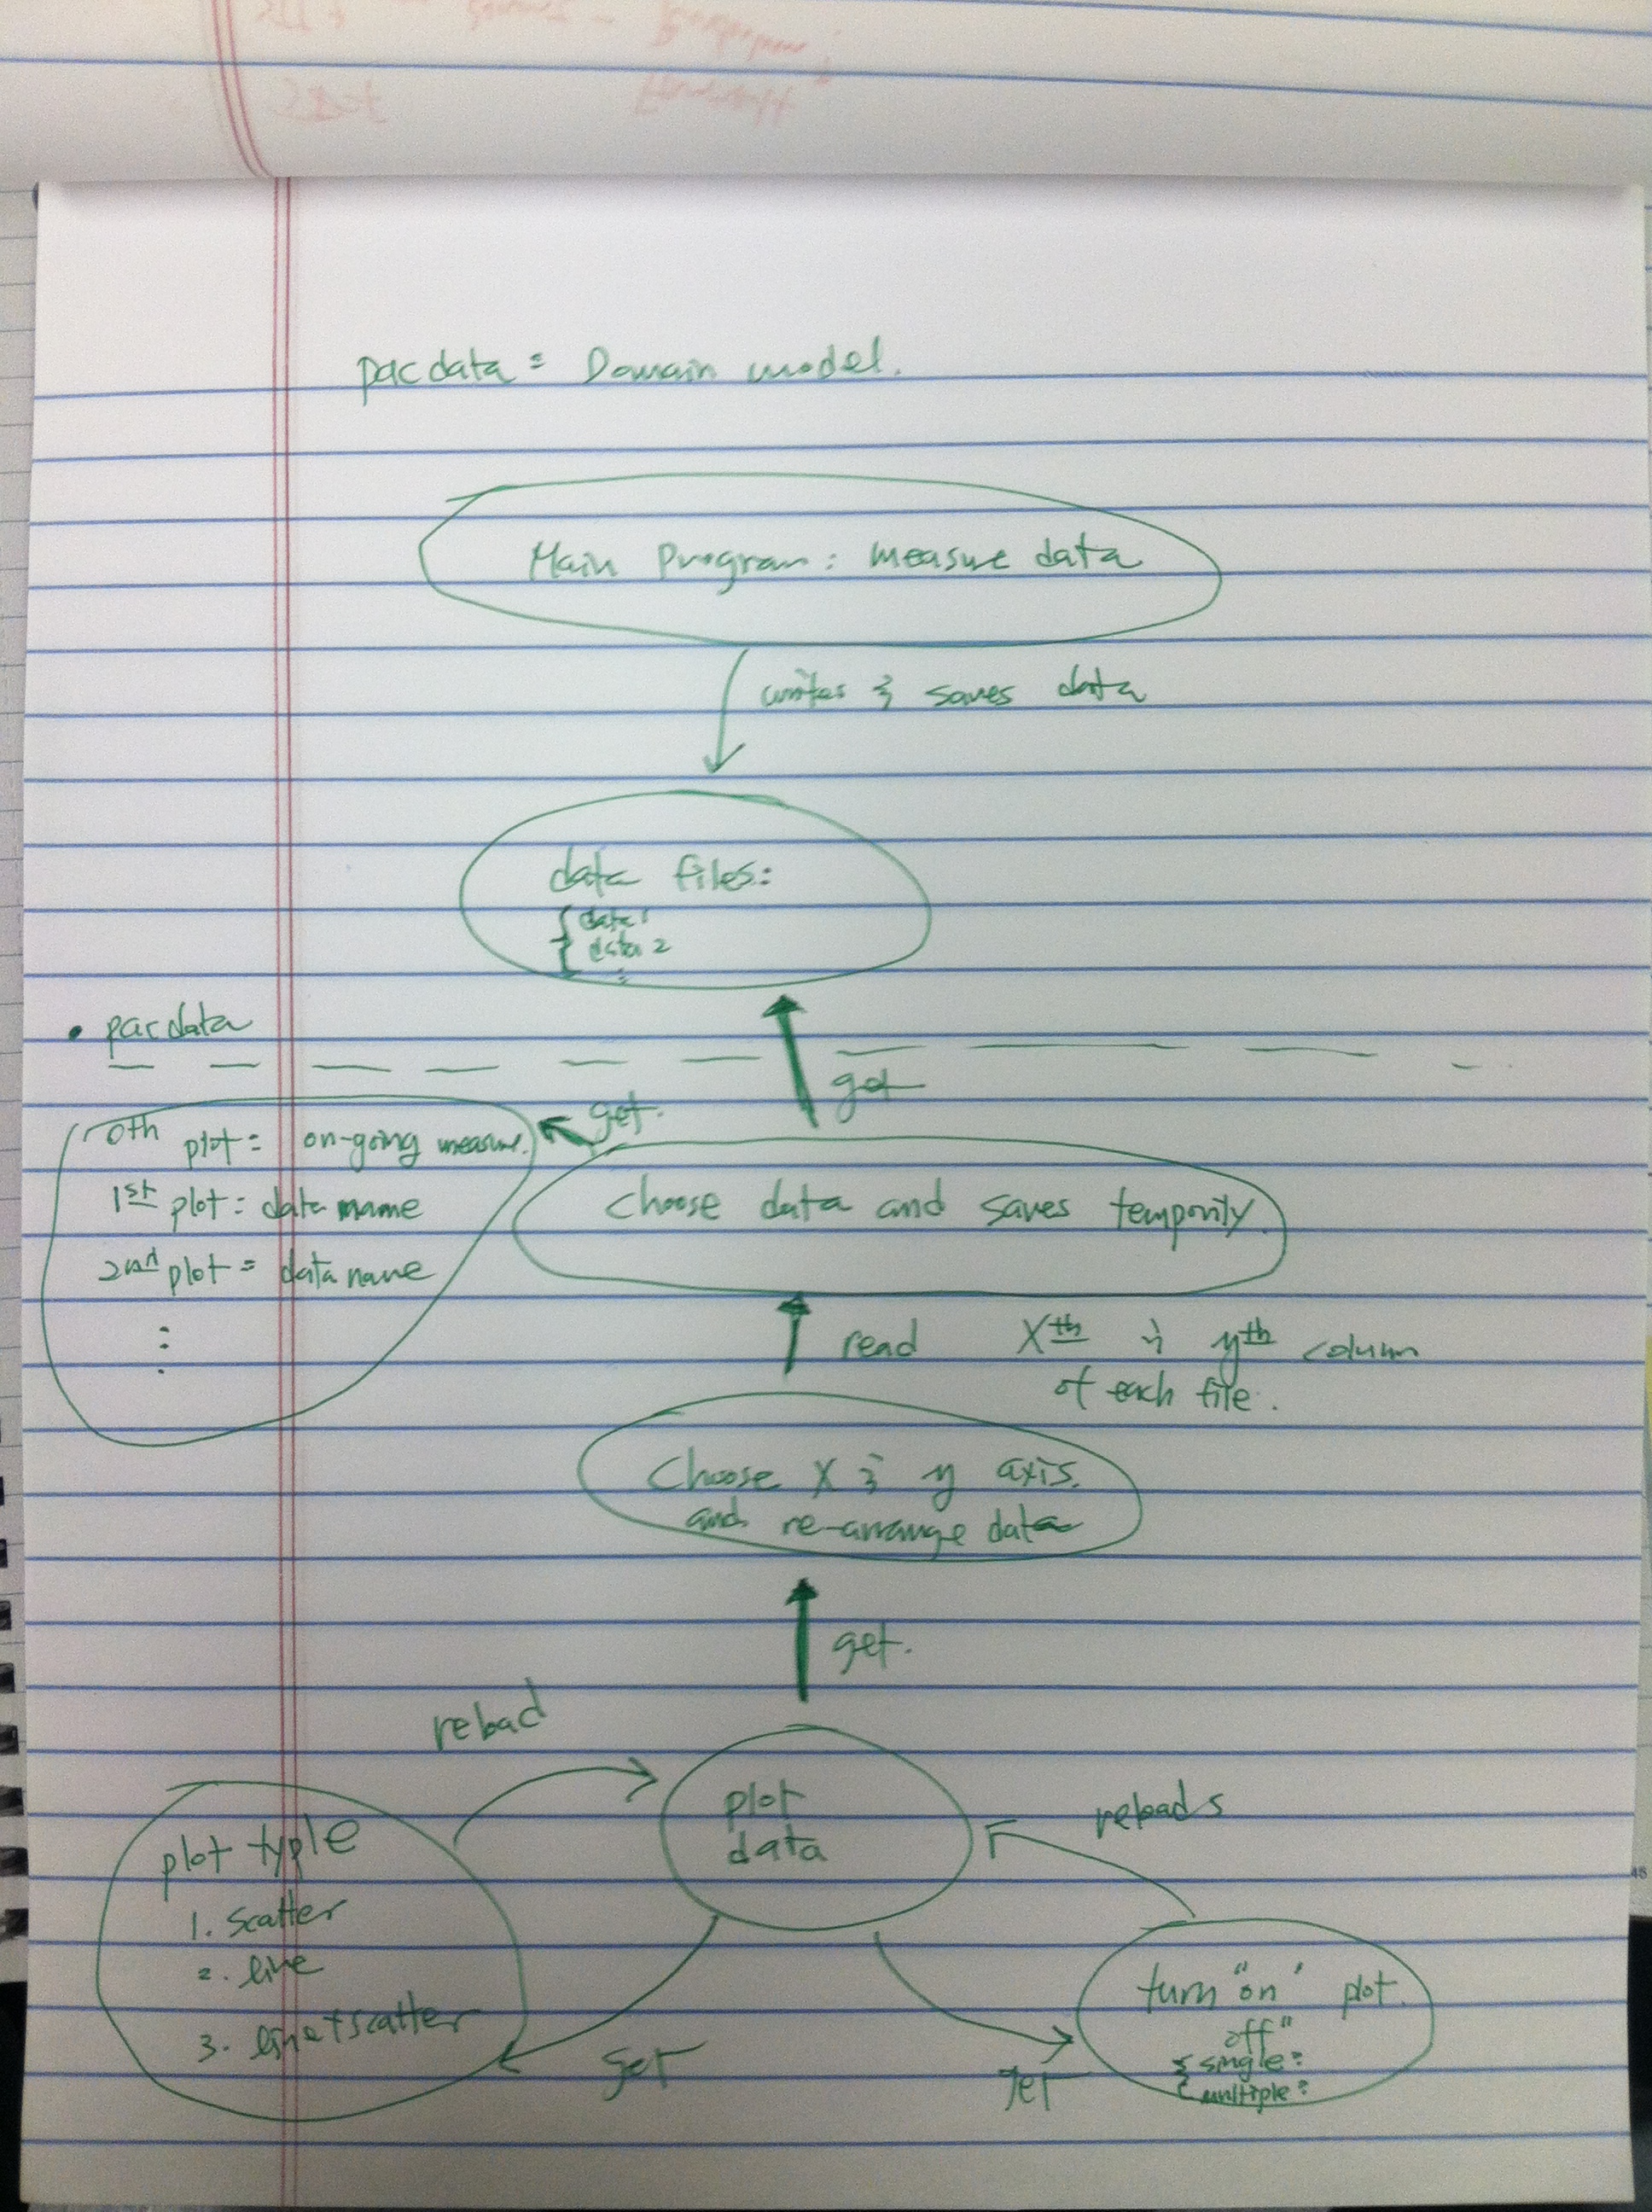 pacdata : Domain model.
Main Program : measure data
writes & saves data
data files:
data 1
data 2
⋮
• pacdata
get
get.
0th plot = on-going measure.
1st plot : data name
2nd plot = data name
⋮
choose data and saves temporily.
read Xth & yth column
of each file.
Choose X & y axis.
and re-arrange data
get.
reload
plot
data
reloads
plot typle
1. scatter
2. line
3. line+scatter
get
get
turn "on" plot.
off"
single :
multiple :